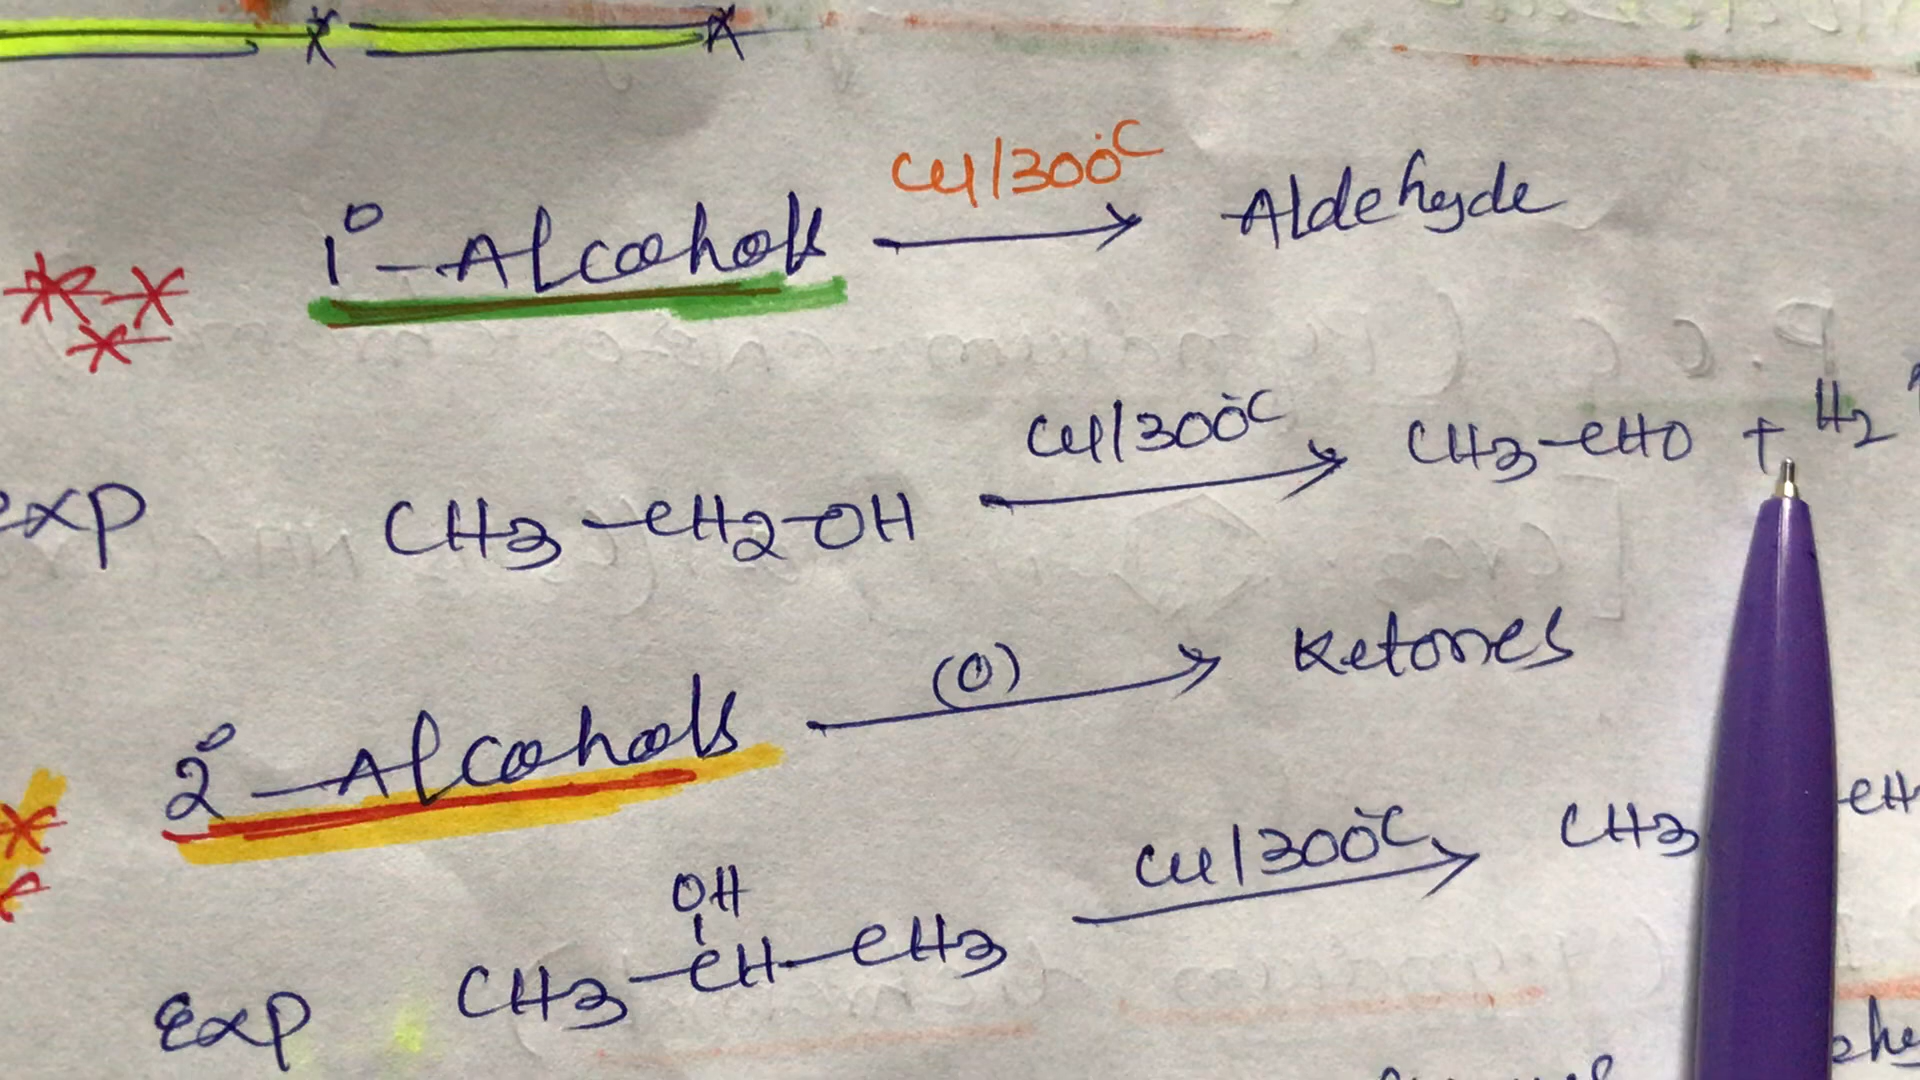 Cu/300°C
1° - Alcohols → Aldehyde
Cu/300°C
Exp CH3-CH2-OH → CH3-CHO + H2
(O)
2° - Alcohols → Ketones
Cu/300°C
OH
Exp CH3-CH-CH3 → CH3